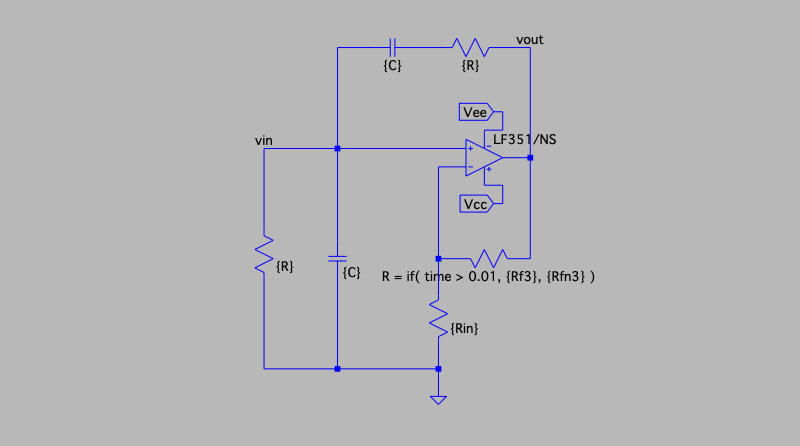 vout
{C}
{R}
Vee
LF351/NS
vin
+
−
−
+
Vcc
{R}
{C}
R = if( time > 0.01, {Rf3}, {Rfn3} )
{Rin}